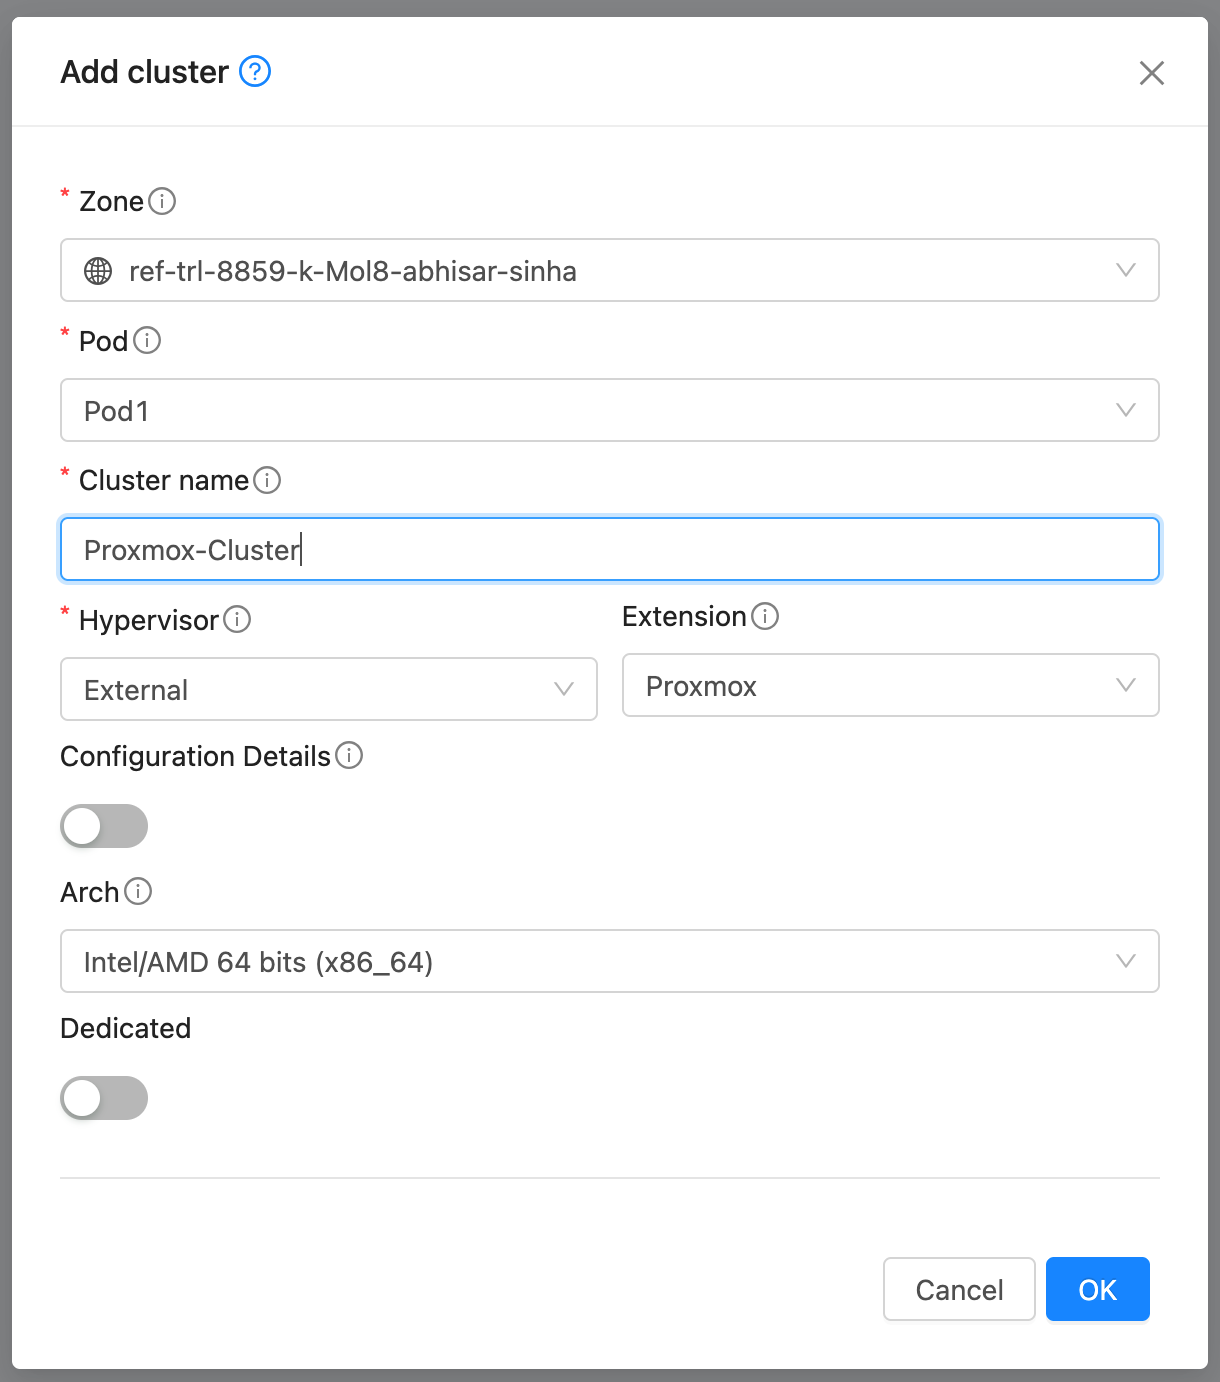 Add cluster
* Zone
ref-trl-8859-k-Mol8-abhisar-sinha
* Pod
Pod1
* Cluster name
Proxmox-Cluster
* Hypervisor
Extension
External
Proxmox
Configuration Details
Arch
Intel/AMD 64 bits (x86_64)
Dedicated
Cancel
OK